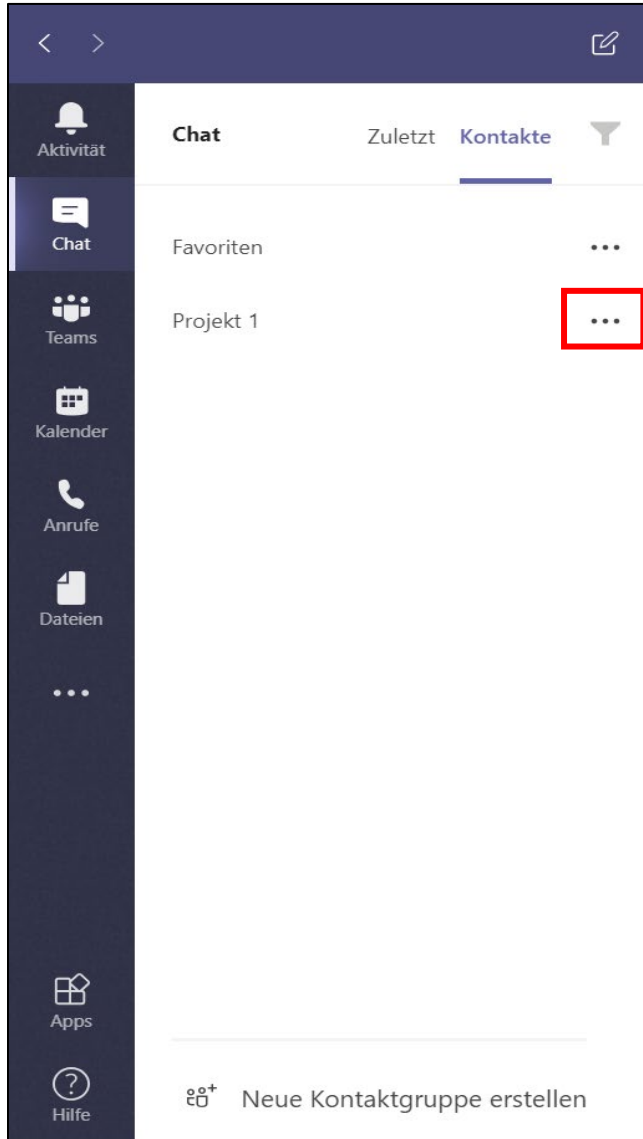 Aktivität
Chat
Teams
Kalender
Anrufe
Dateien
Apps
Hilfe
Chat Zuletzt Kontakte
Favoriten
Projekt 1
Neue Kontaktgruppe erstellen